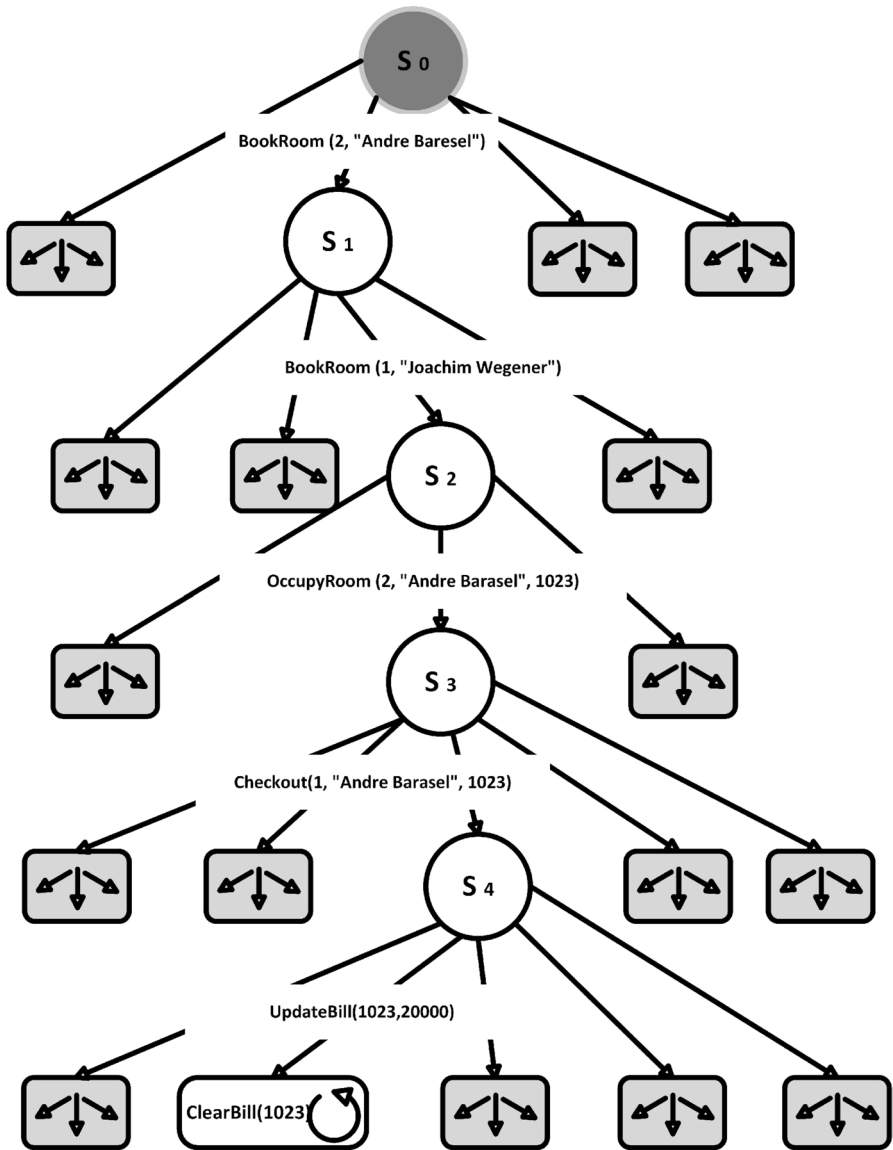 S 0
BookRoom (2, "Andre Baresel")
S 1
BookRoom (1, "Joachim Wegener")
S 2
OccupyRoom (2, "Andre Barasel", 1023)
S 3
Checkout(1, "Andre Barasel", 1023)
S 4
UpdateBill(1023,20000)
ClearBill(1023)